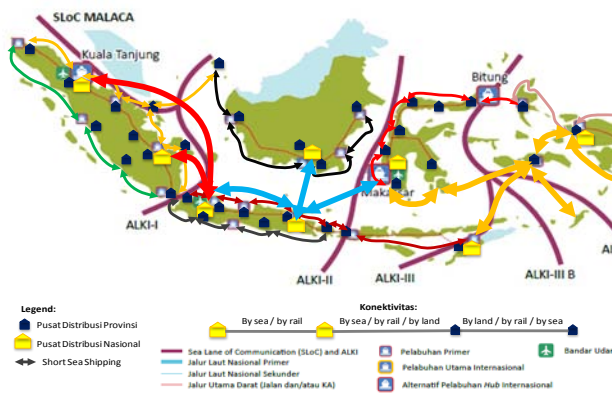 SLoC MALACA
Kuala Tanjung
Bitung
Makassar
ALKI-I
ALKI-II
ALKI-III
ALKI-III B
Legend:
Pusat Distribusi Provinsi
Pusat Distribusi Nasional
Short Sea Shipping
Konektivitas:
By sea / by rail
By sea / by rail / by land
By land / by rail / by sea
Sea Lane of Communication (SLoC) and ALKI
Jalur Laut Nasional Primer
Jalur Laut Nasional Sekunder
Jalur Utama Darat (Jalan dan/atau KA)
Pelabuhan Primer
Pelabuhan Utama Internasional
Alternatif Pelabuhan Hub Internasional
Bandar Udar